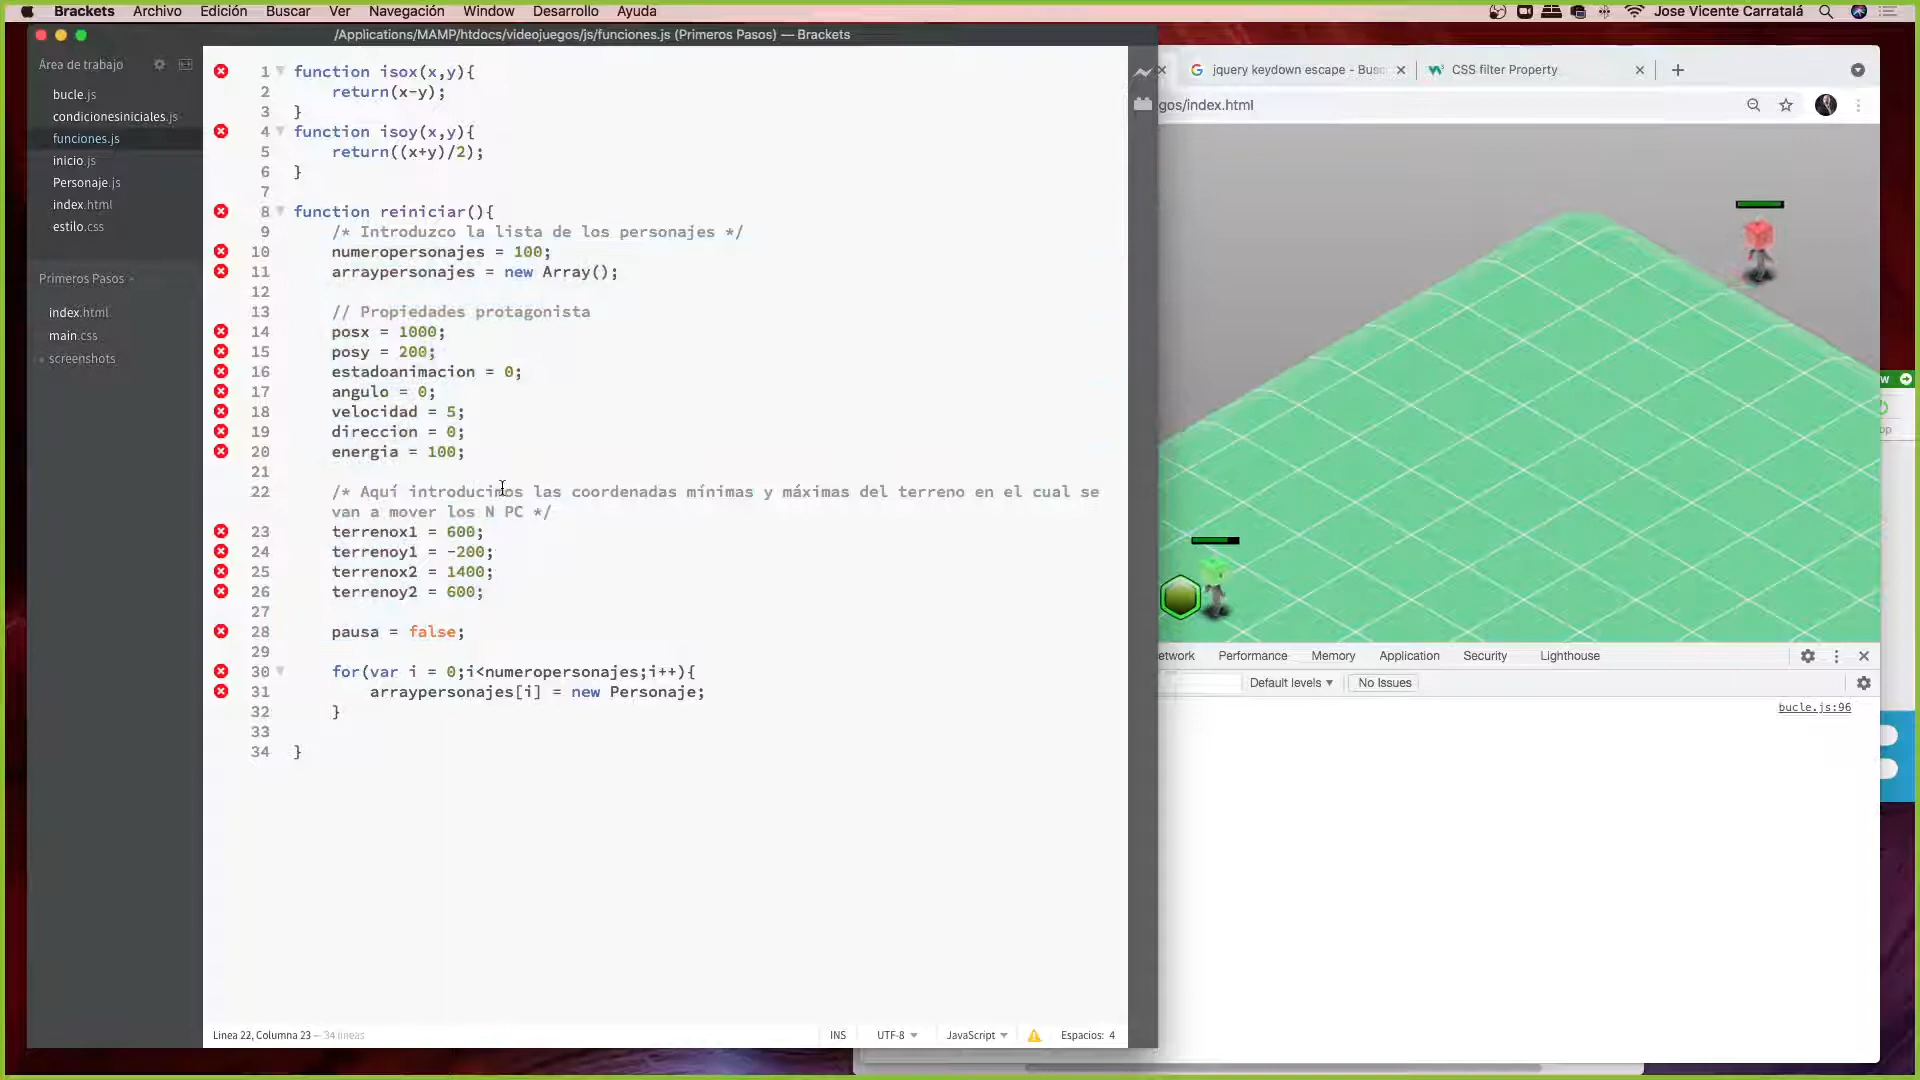 Brackets Archivo Edición Buscar Ver Navegación Window Desarrollo Ayuda Jose Vicente Carratalá
/Applications/MAMP/htdocs/videojuegos/js/funciones.js (Primeros Pasos) — Brackets
Área de trabajo
bucle.js
condicionesiniciales.js
funciones.js
inicio.js
Personaje.js
index.html
estilo.css
Primeros Pasos
index.html
main.css
screenshots
1 function isox(x,y){
2 return(x-y);
3 }
4 function isoy(x,y){
5 return((x+y)/2);
6 }
7
8 function reiniciar(){
9 /* Introduzco la lista de los personajes */
10 numeropersonajes = 100;
11 arraypersonajes = new Array();
12
13 // Propiedades protagonista
14 posx = 1000;
15 posy = 200;
16 estadoanimacion = 0;
17 angulo = 0;
18 velocidad = 5;
19 direccion = 0;
20 energia = 100;
21
22 /* Aquí introducimos las coordenadas mínimas y máximas del terreno en el cual se
van a mover los N PC */
23 terrenox1 = 600;
24 terrenoy1 = -200;
25 terrenox2 = 1400;
26 terrenoy2 = 600;
27
28 pausa = false;
29
30 for(var i = 0;i<numeropersonajes;i++){
31 arraypersonajes[i] = new Personaje;
32 }
33
34 }
Línea 22, Columna 23 — 34 líneas INS UTF-8 JavaScript Espacios: 4
jquery keydown escape - Bus CSS filter Property
gos/index.html
etwork Performance Memory Application Security Lighthouse
Default levels No Issues
bucle.js:96